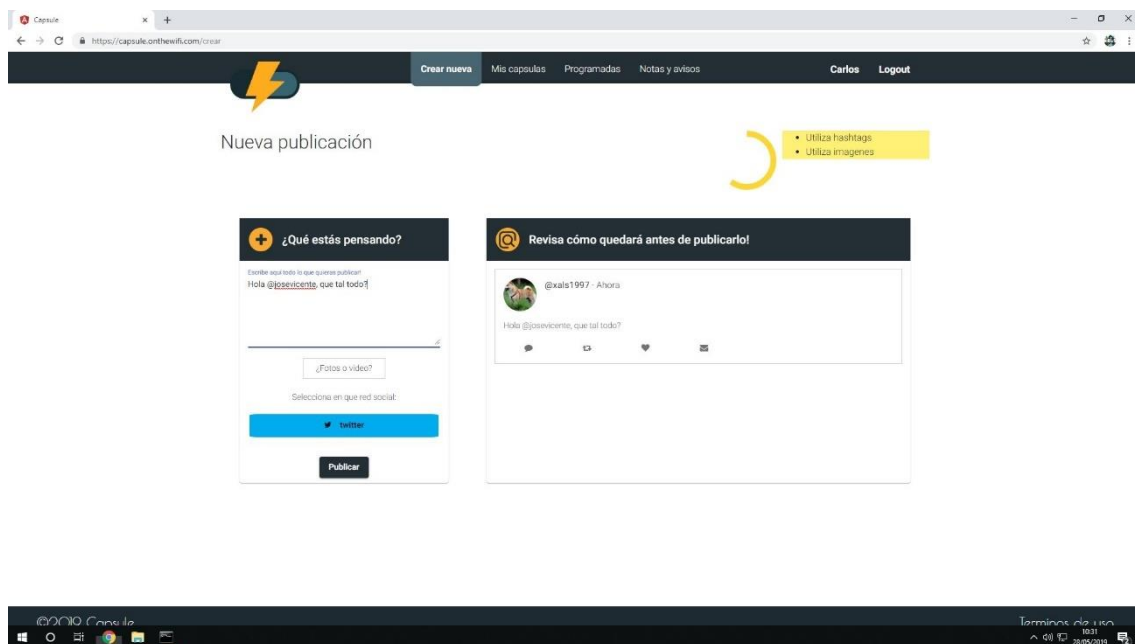 Capsule
https://capsule.onthewifi.com/crear
Crear nueva Mis capsulas Programadas Notas y avisos Carlos Logout
Nueva publicación
Utiliza hashtags
Utiliza imagenes
¿Qué estás pensando?
Escribe aquí todo lo que quieras publicar!
Hola @josevicente, que tal todo?
¿Fotos o video?
Selecciona en que red social:
twitter
Publicar
Revisa cómo quedará antes de publicarlo!
@xals1997 - Ahora
Hola @josevicente, que tal todo?
©2019 Capsule
Terminos de uso
10:31
28/05/2019